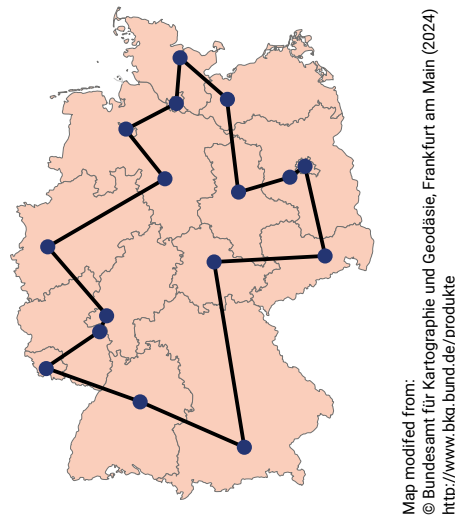 Map modifed from:
© Bundesamt für Kartographie und Geodäsie, Frankfurt am Main (2024)
http://www.bkg.bund.de/produkte